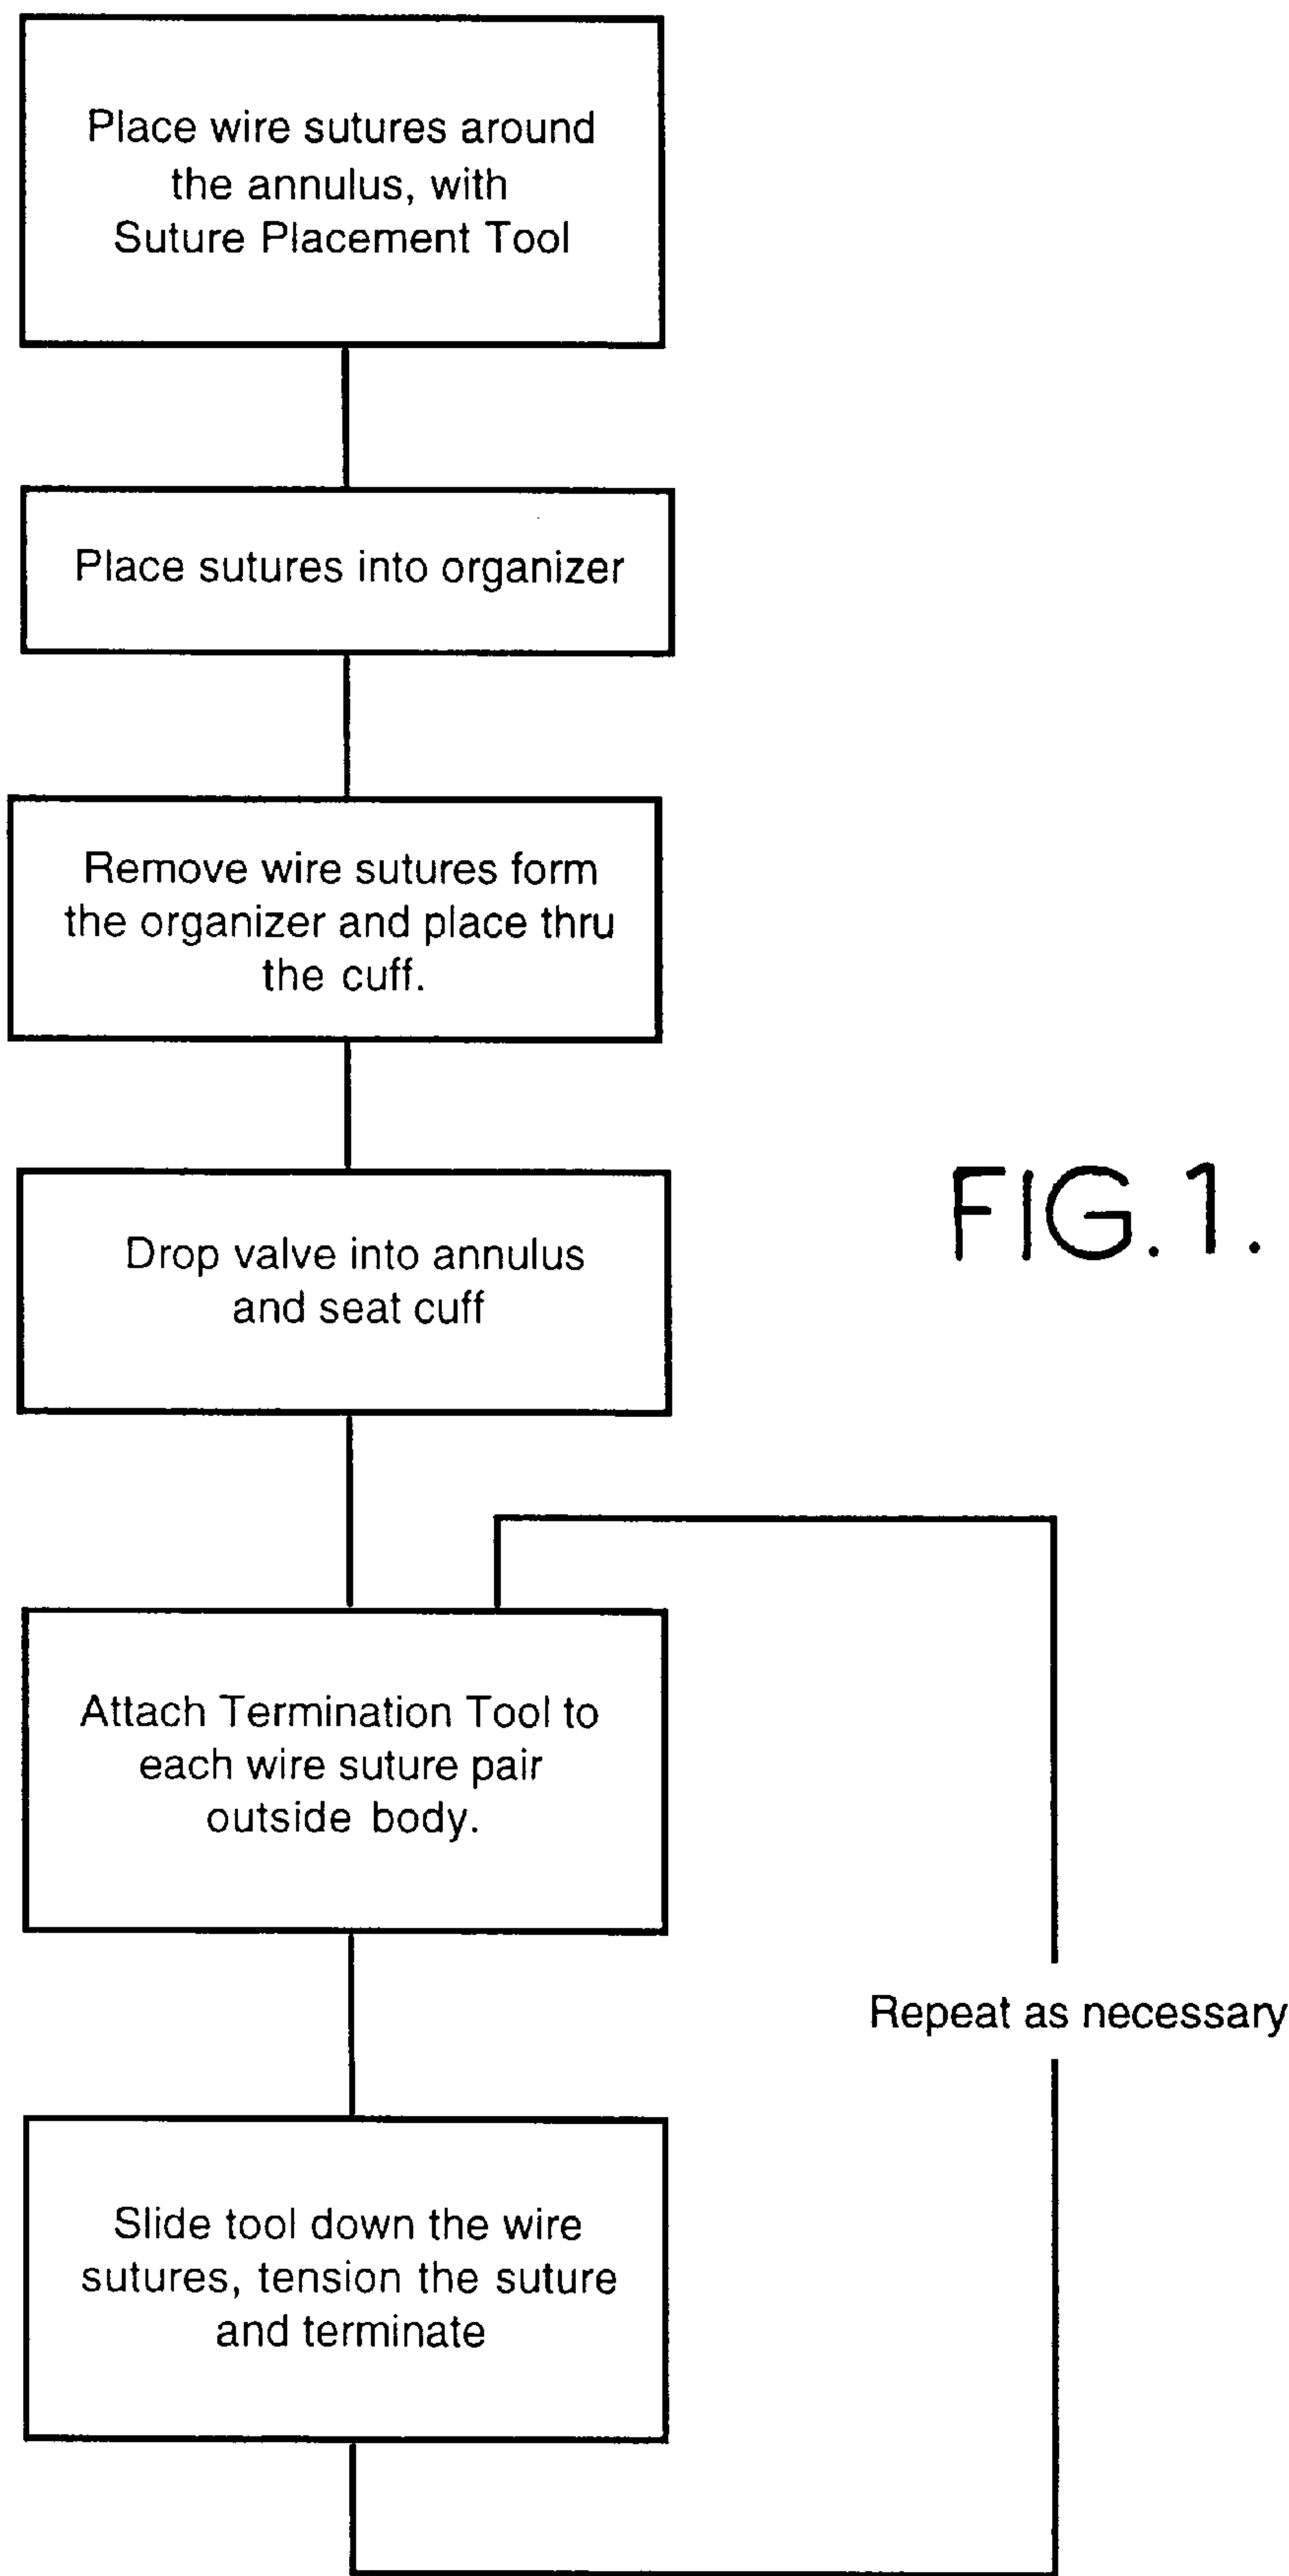 Place wire sutures around
the annulus, with
Suture Placement Tool
Place sutures into organizer
Remove wire sutures form
the organizer and place thru
the cuff.
Drop valve into annulus
and seat cuff
FIG. 1.
Attach Termination Tool to
each wire suture pair
outside body.
Repeat as necessary
Slide tool down the wire
sutures, tension the suture
and terminate